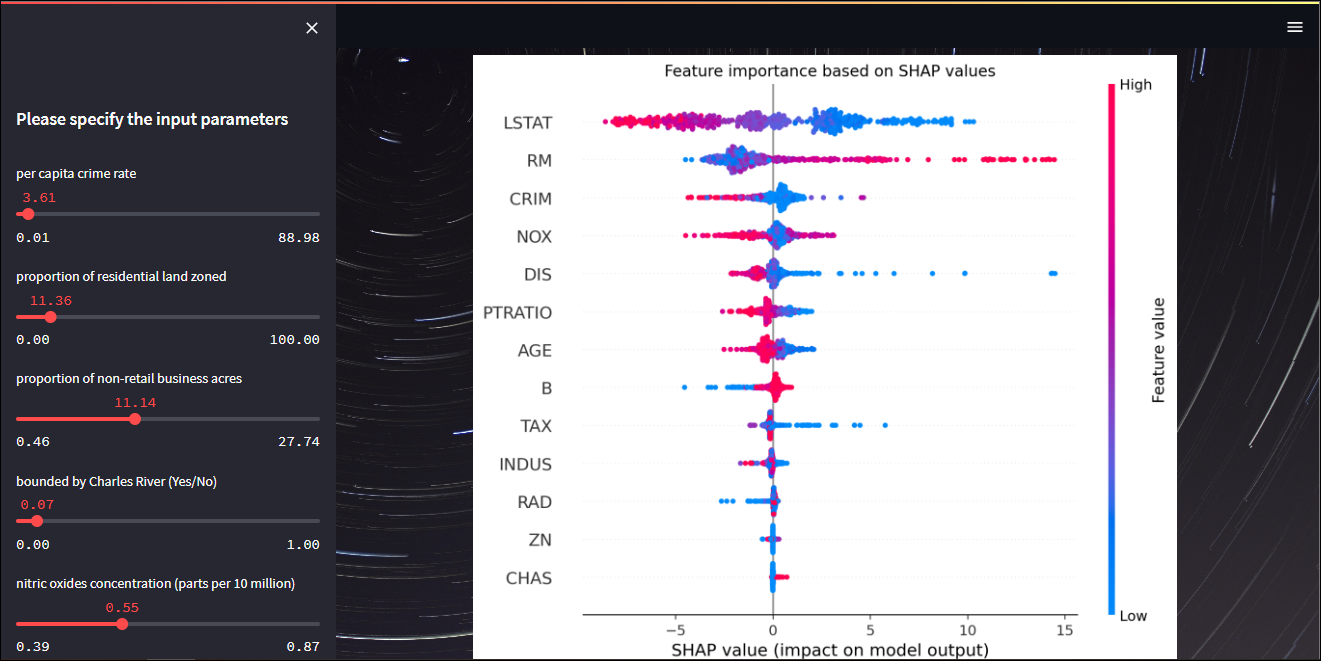 Please specify the input parameters
per capita crime rate
3.61
0.01 88.98
proportion of residential land zoned
11.36
0.00 100.00
proportion of non-retail business acres
11.14
0.46 27.74
bounded by Charles River (Yes/No)
0.07
0.00 1.00
nitric oxides concentration (parts per 10 million)
0.55
0.39 0.87
Feature importance based on SHAP values
LSTAT
RM
CRIM
NOX
DIS
PTRATIO
AGE
B
TAX
INDUS
RAD
ZN
CHAS
−5 0 5 10 15
SHAP value (impact on model output)
High
Feature value
Low